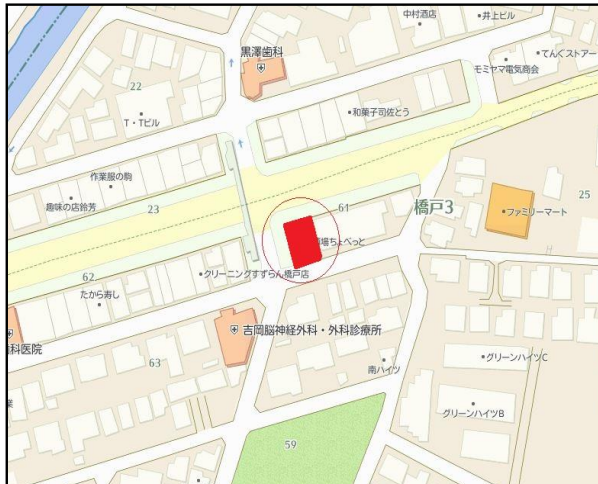 中村酒店
井上ビル
黒澤歯科
てんぐストアー
モミヤマ電気商会
22
T・Tビル
和菓子司佐とう
作業服の駒
趣味の店鈴芳
23
61
橋戸3
25
ファミリーマート
場ちょべっと
62
クリーニングすずらん橋戸店
たから寿し
吉岡脳神経外科・外科診療所
歯科医院
63
南ハイツ
グリーンハイツC
グリーンハイツB
59